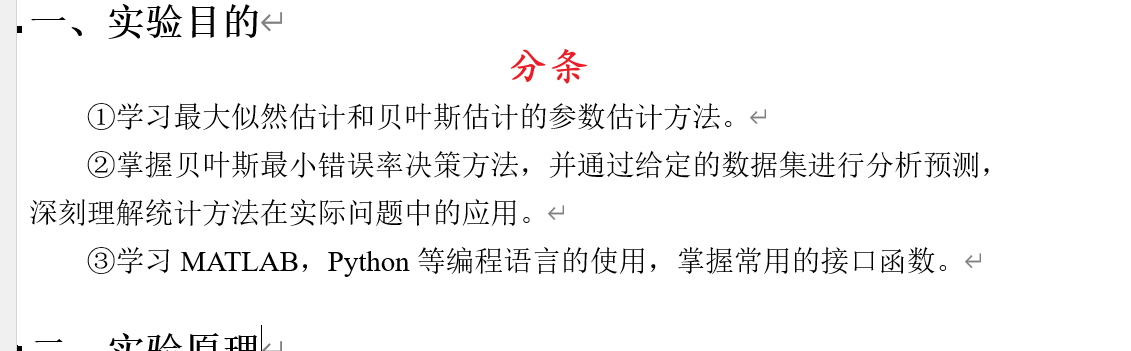 一、实验目的
分条
①学习最大似然估计和贝叶斯估计的参数估计方法。
②掌握贝叶斯最小错误率决策方法，并通过给定的数据集进行分析预测，
深刻理解统计方法在实际问题中的应用。
③学习 MATLAB，Python 等编程语言的使用，掌握常用的接口函数。
二、实验原理